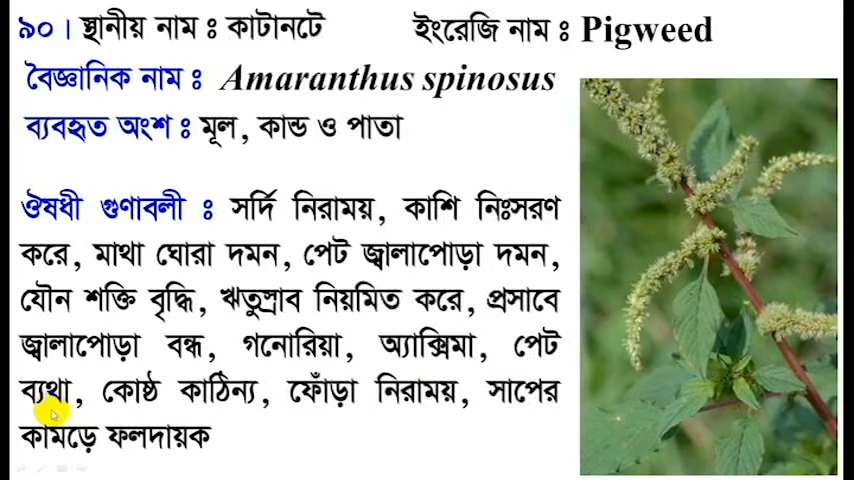 ৯০। স্থানীয় নাম ঃ কাটানটে ইংরেজি নাম ঃ Pigweed
বৈজ্ঞানিক নাম ঃ Amaranthus spinosus
ব্যবহৃত অংশ ঃ মূল, কান্ড ও পাতা
ঔষধী গুণাবলী ঃ সর্দি নিরাময়, কাশি নিঃসরণ
করে, মাথা ঘোরা দমন, পেট জ্বালাপোড়া দমন,
যৌন শক্তি বৃদ্ধি, ঋতুস্রাব নিয়মিত করে, প্রসাবে
জ্বালাপোড়া বন্ধ, গনোরিয়া, অ্যাক্সিমা, পেট
ব্যথা, কোষ্ঠ কাঠিন্য, ফোঁড়া নিরাময়, সাপের
কামড়ে ফলদায়ক